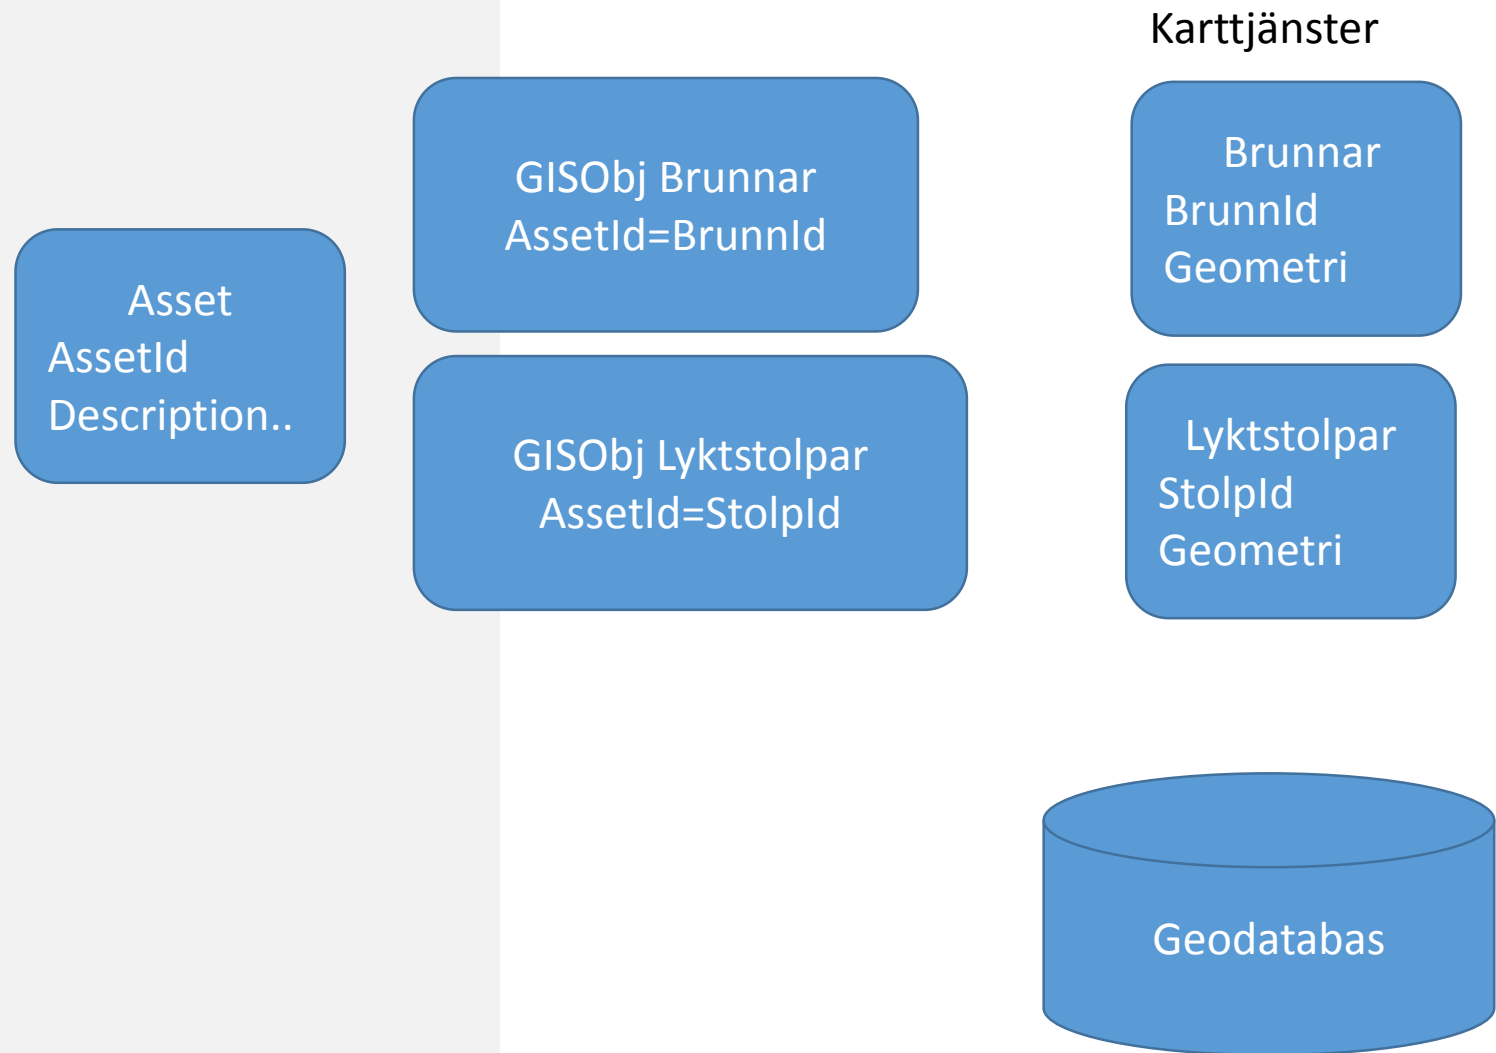 Karttjänster
Asset
AssetId
Description..
GISObj Brunnar
AssetId=BrunnId
GISObj Lyktstolpar
AssetId=StolpId
Brunnar
BrunnId
Geometri
Lyktstolpar
StolpId
Geometri
Geodatabas